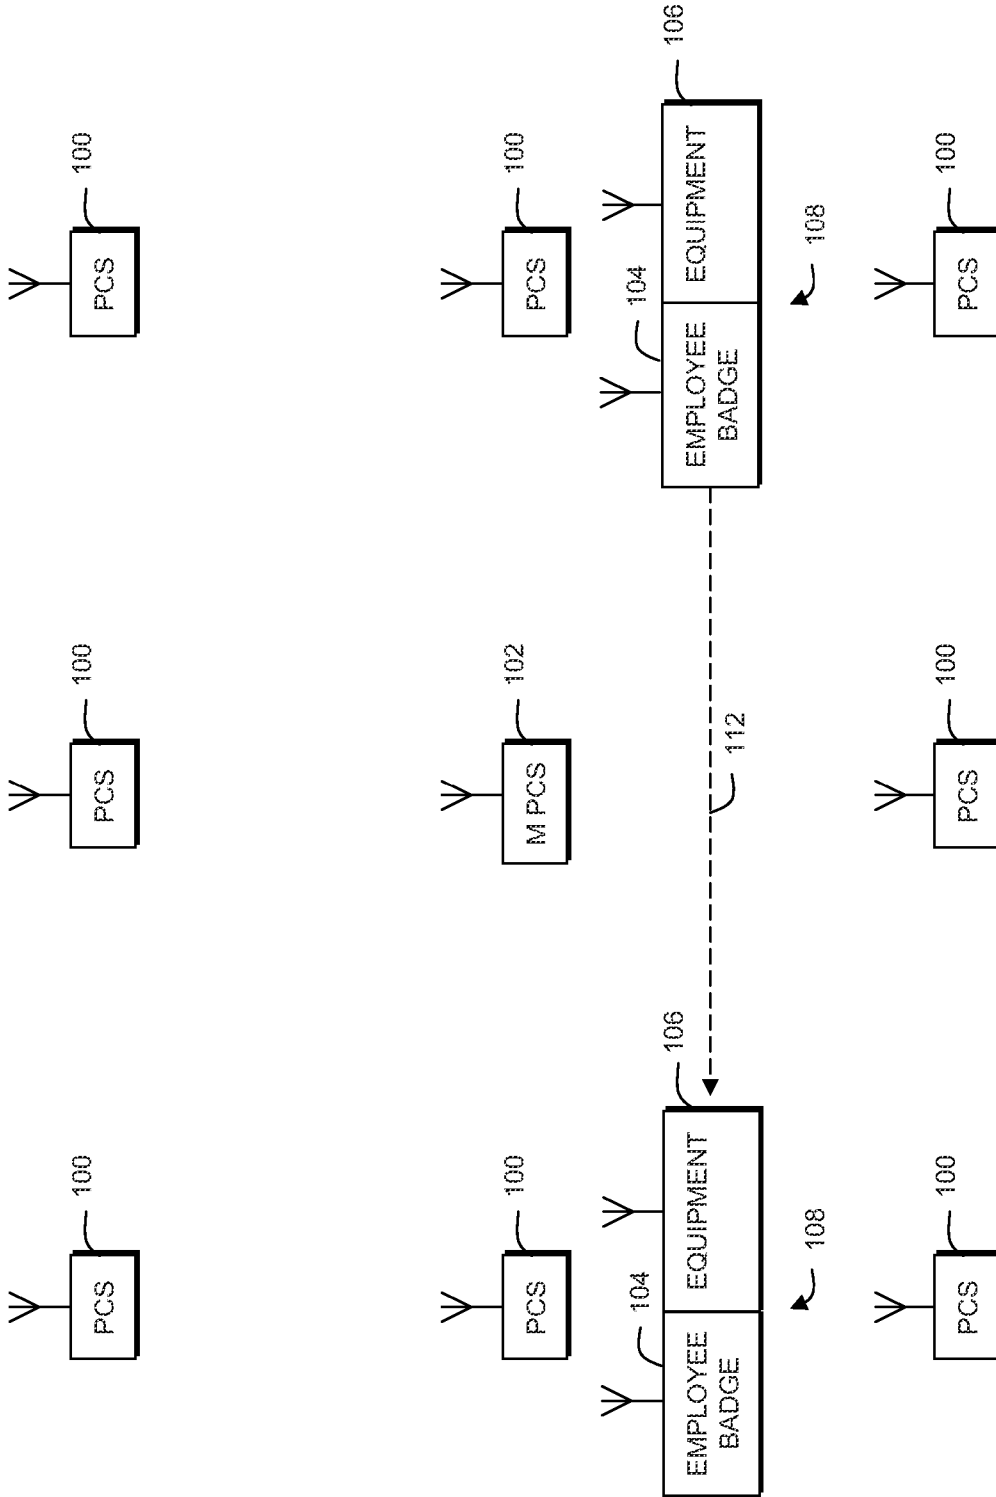 100
100
100
PCS
PCS
PCS
100
102
100
PCS
M PCS
PCS
104
106
104
106
EMPLOYEE
BADGE
EQUIPMENT
EMPLOYEE
BADGE
EQUIPMENT
112
108
108
100
100
100
PCS
PCS
PCS